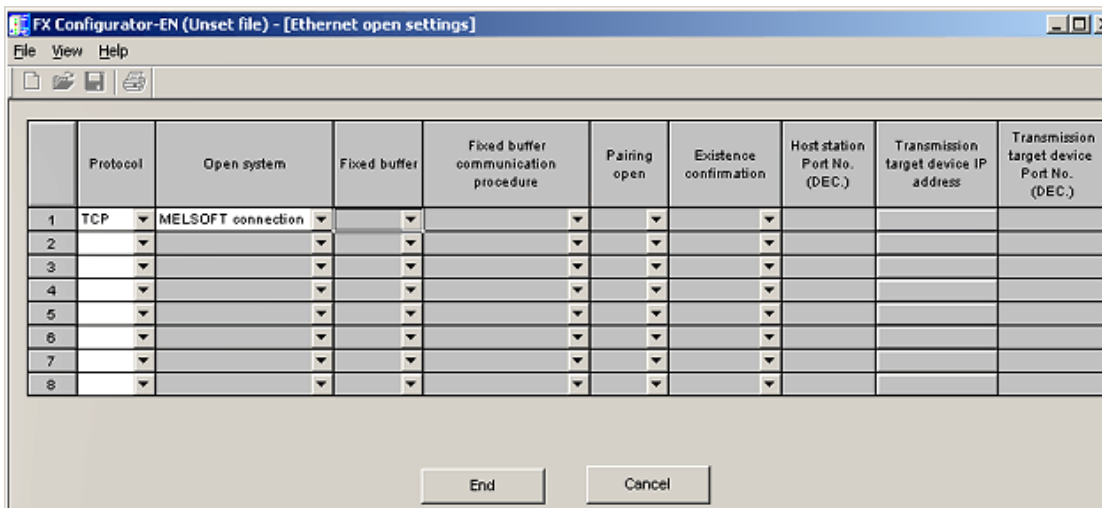 FX Configurator-EN (Unset file) - [Ethernet open settings]
File View Help
Protocol Open system Fixed buffer Fixed buffer communication procedure Pairing open Existence confirmation Host station Port No. (DEC.) Transmission target device IP address Transmission target device Port No. (DEC.)
1 TCP MELSOFT connection
2
3
4
5
6
7
8
End Cancel